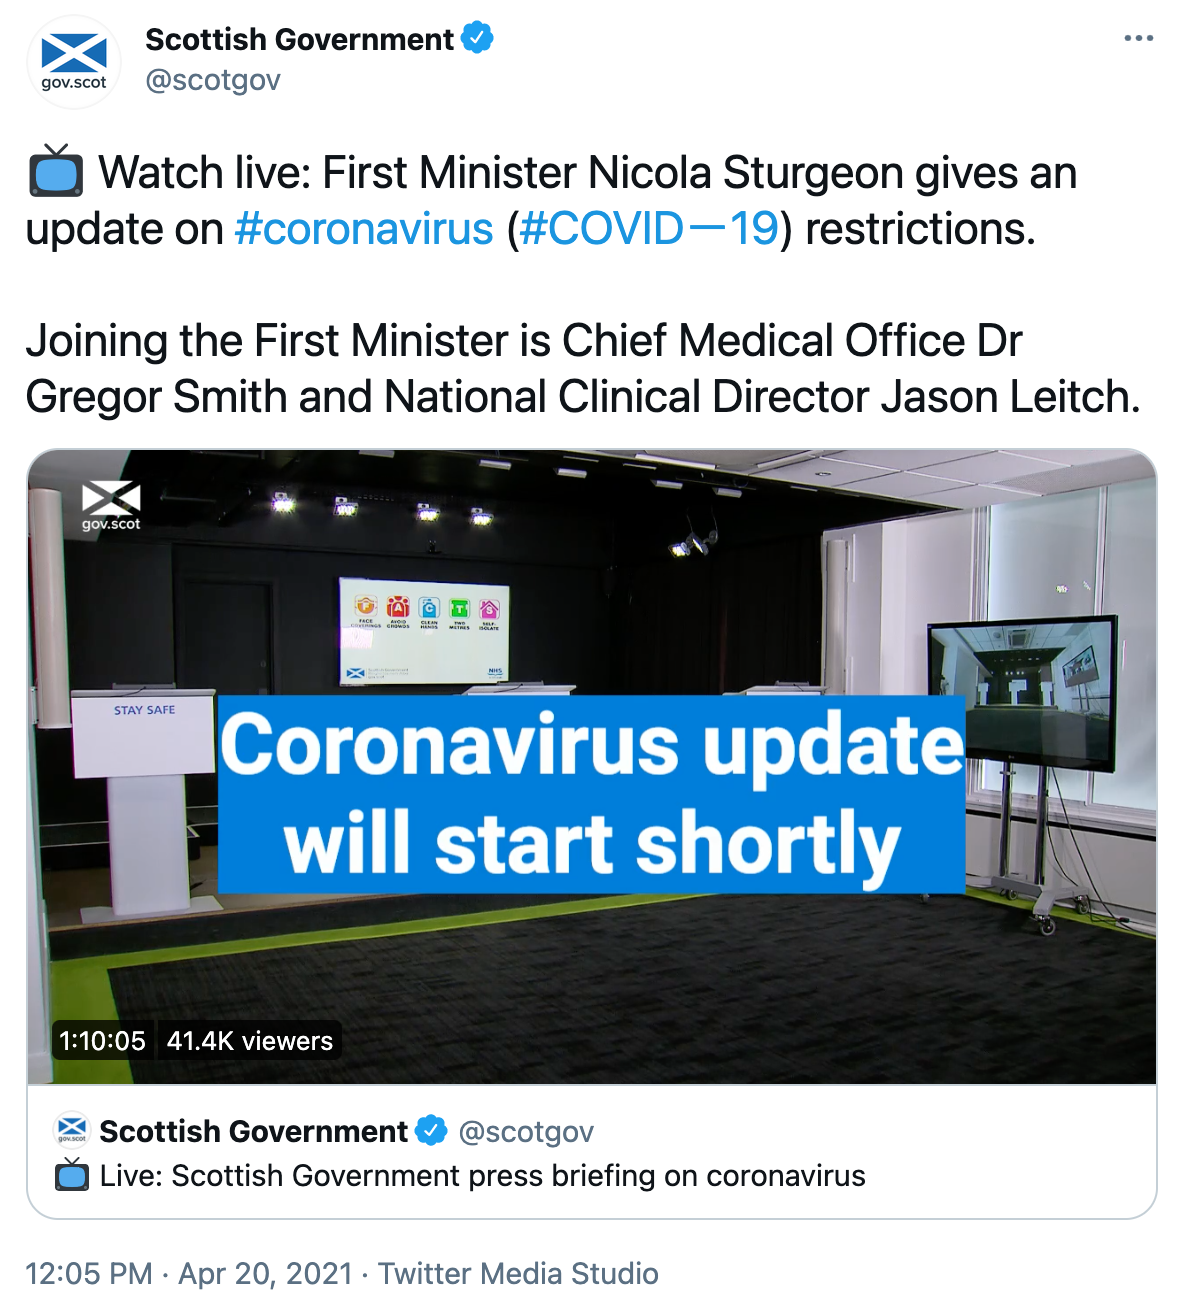 Scottish Government
gov.scot
@scotgov
Watch live: First Minister Nicola Sturgeon gives an
update on #coronavirus (#COVID—19) restrictions.
Joining the First Minister is Chief Medical Office Dr
Gregor Smith and National Clinical Director Jason Leitch.
gov.scot
F A C T S
FACE COVERINGS
AVOID CROWDS
CLEAN HANDS
TWO METRES
SELF-ISOLATE
NHS
STAY SAFE
Coronavirus update
will start shortly
1:10:05 41.4K viewers
gov.scot
Scottish Government @scotgov
Live: Scottish Government press briefing on coronavirus
12:05 PM · Apr 20, 2021 · Twitter Media Studio